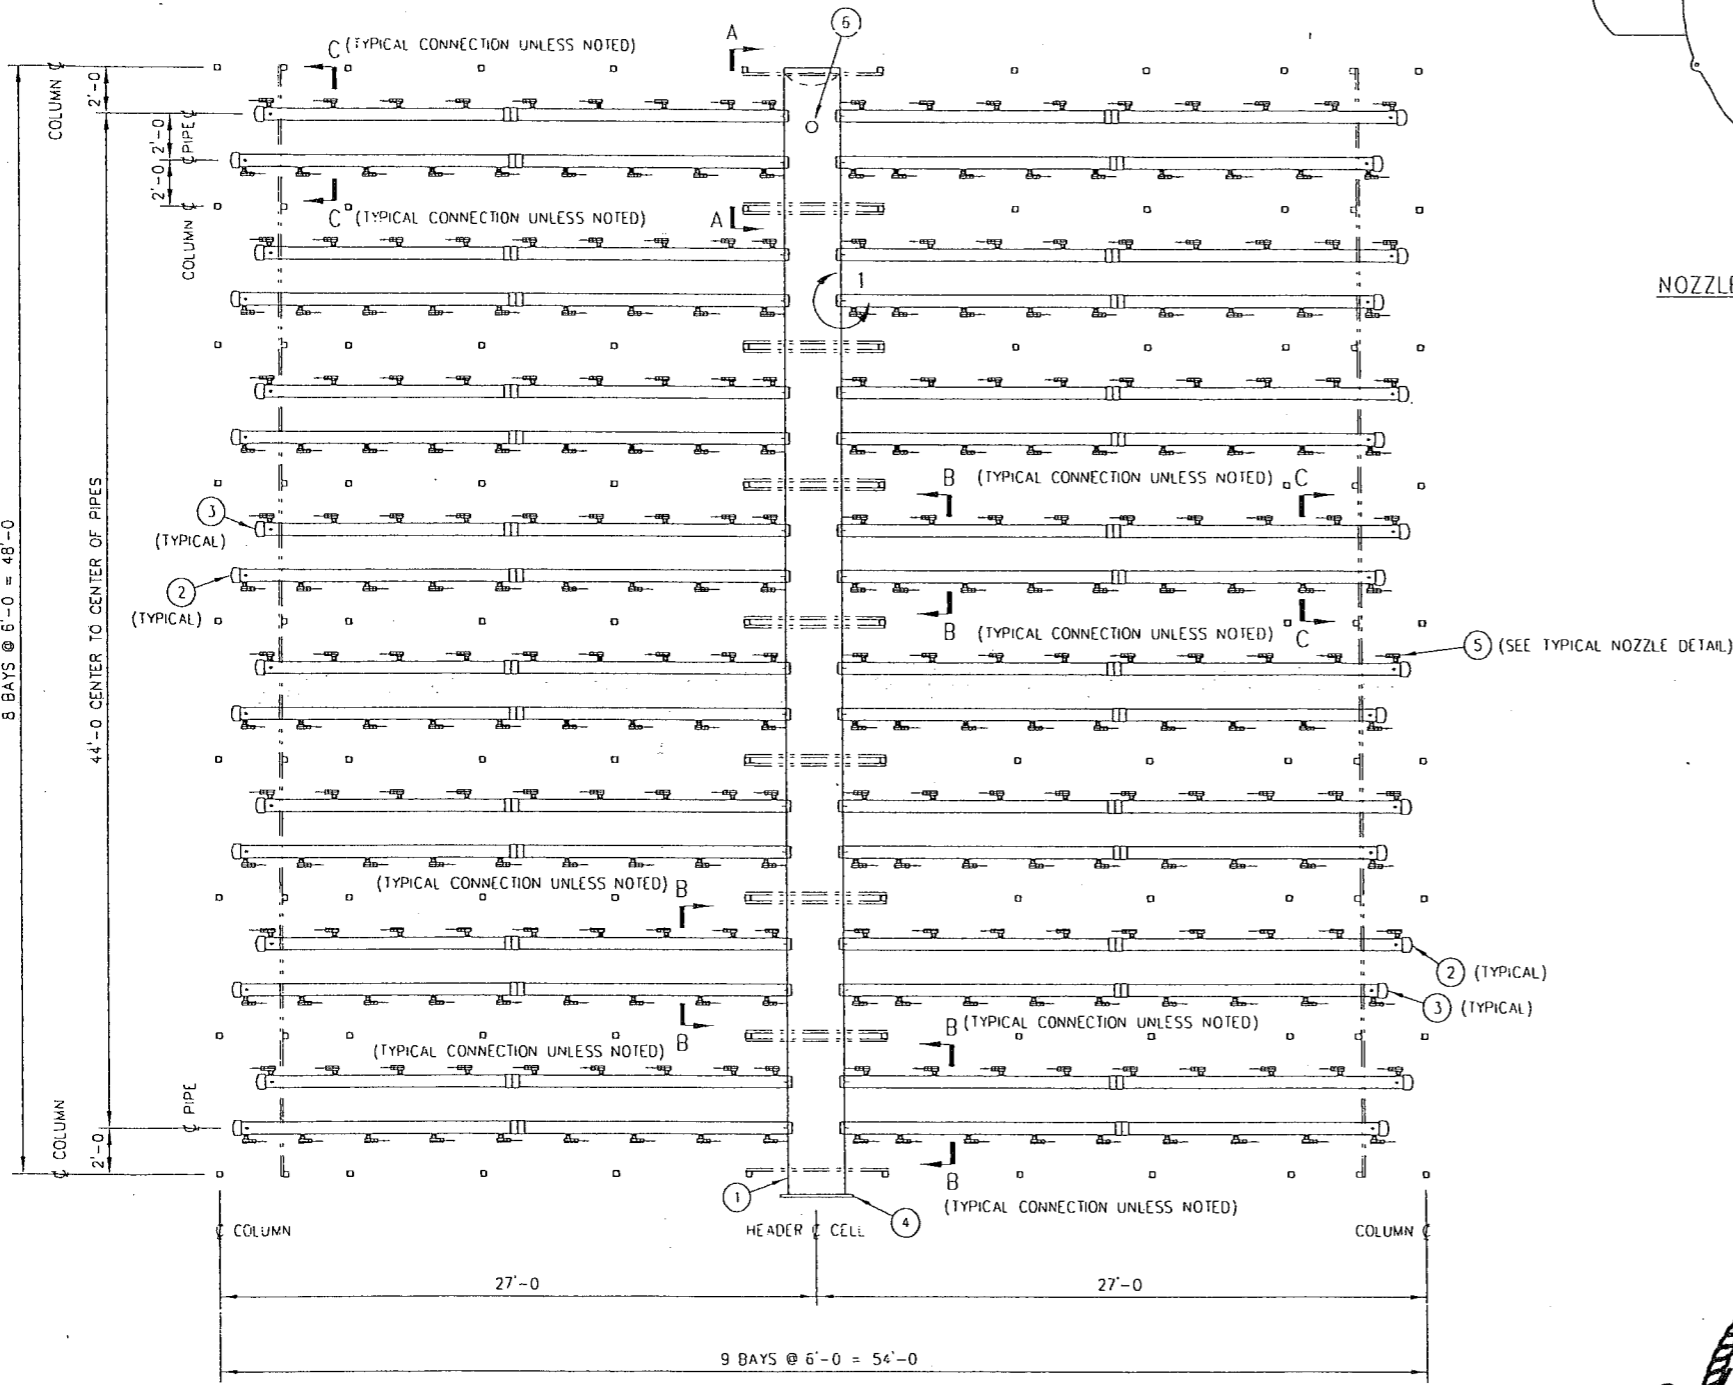 6
A
C (TYPICAL CONNECTION UNLESS NOTED)
COLUMN ℄
2'-0
2'-0
℄ PIPE
2'-0
COLUMN ℄
C (TYPICAL CONNECTION UNLESS NOTED)
A
1
NOZZLE
B (TYPICAL CONNECTION UNLESS NOTED) C
3
(TYPICAL)
2
(TYPICAL)
8 BAYS @ 6'-0 = 48'-0
44'-0 CENTER TO CENTER OF PIPES
B (TYPICAL CONNECTION UNLESS NOTED) C
5 (SEE TYPICAL NOZZLE DETAIL)
(TYPICAL CONNECTION UNLESS NOTED) B
2 (TYPICAL)
3 (TYPICAL)
B (TYPICAL CONNECTION UNLESS NOTED)
(TYPICAL CONNECTION UNLESS NOTED) B
℄ COLUMN
2'-0
℄ PIPE
B
(TYPICAL CONNECTION UNLESS NOTED)
1
4
℄ COLUMN
HEADER ℄ CELL
COLUMN ℄
27'-0
27'-0
9 BAYS @ 6'-0 = 54'-0